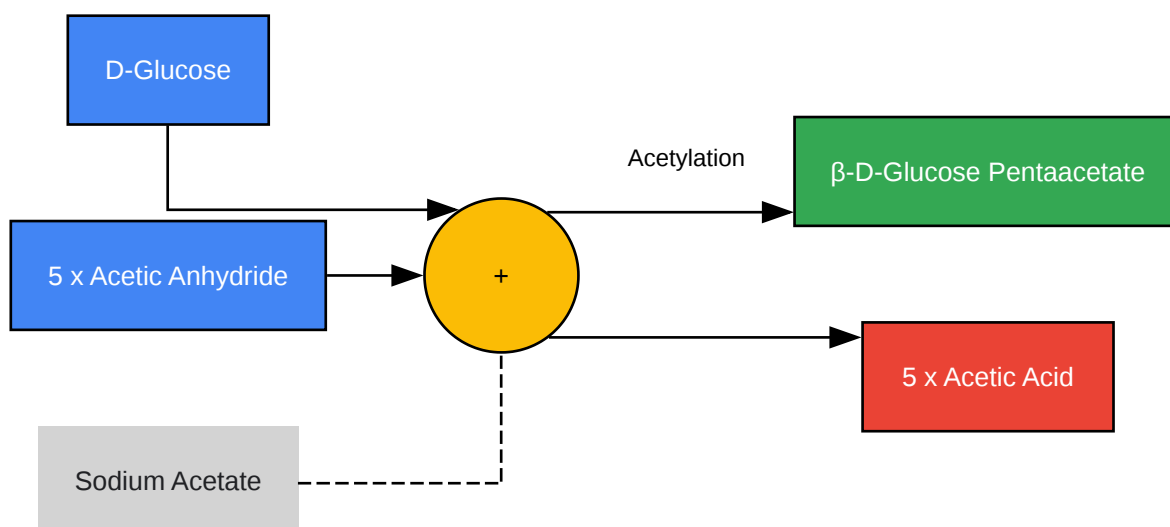 D-Glucose
Acetylation
β-D-Glucose Pentaacetate
5 x Acetic Anhydride
+
5 x Acetic Acid
Sodium Acetate